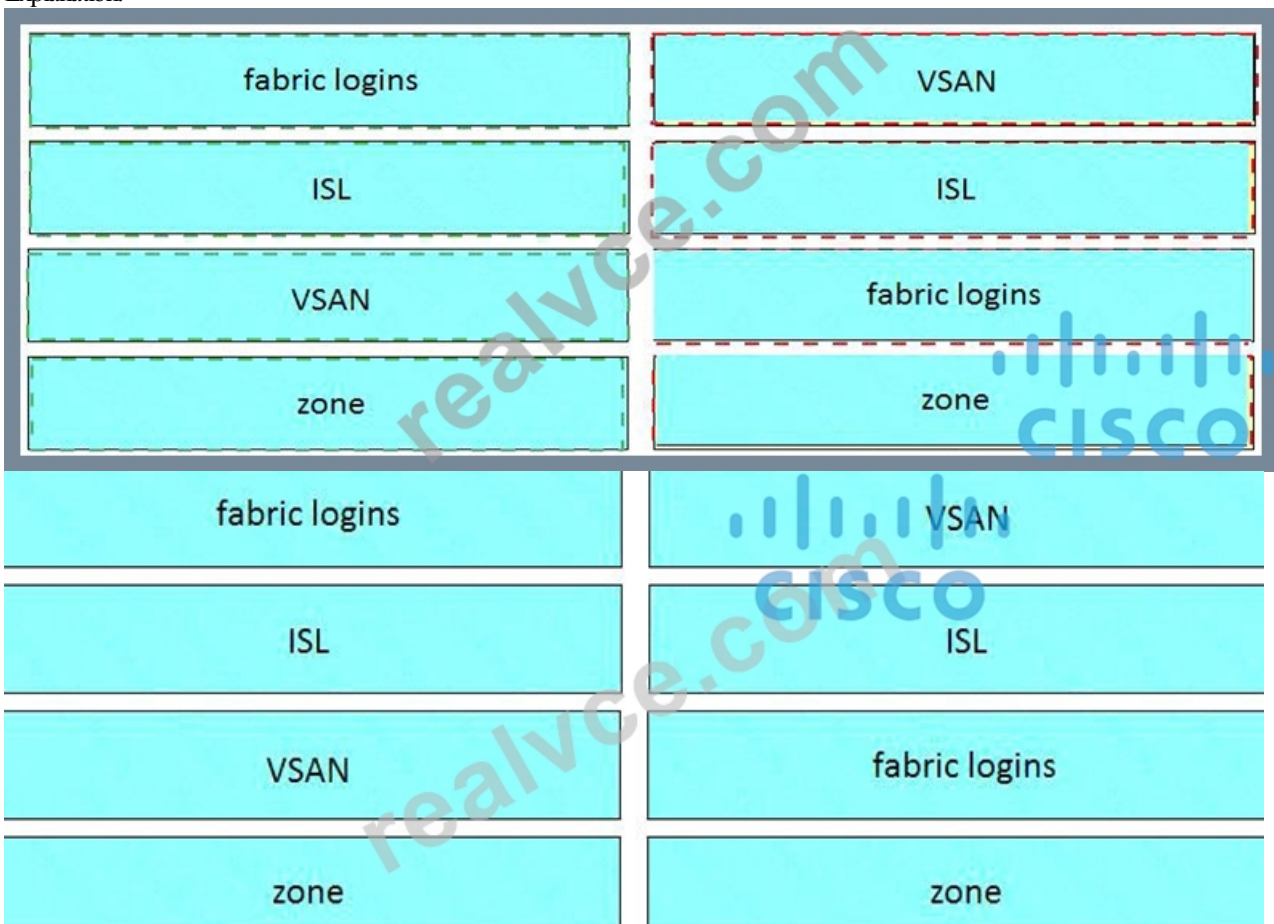 Explanation:
fabric logins VSAN
ISL ISL
VSAN fabric logins
zone zone
CISCO
realvce.com
fabric logins VSAN
CISCO
ISL ISL
VSAN fabric logins
realvce.com
zone zone